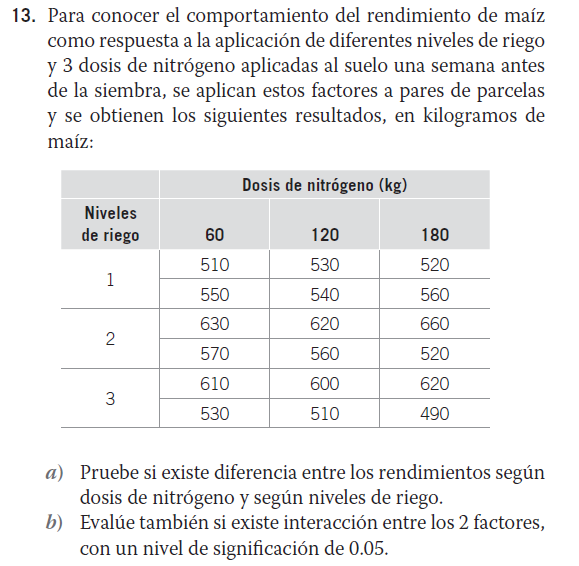 13. Para conocer el comportamiento del rendimiento de maíz
como respuesta a la aplicación de diferentes niveles de riego
y 3 dosis de nitrógeno aplicadas al suelo una semana antes
de la siembra, se aplican estos factores a pares de parcelas
y se obtienen los siguientes resultados, en kilogramos de
maíz:
Dosis de nitrógeno (kg)
Niveles
de riego 60 120 180
1 510 530 520
550 540 560
2 630 620 660
570 560 520
3 610 600 620
530 510 490
a) Pruebe si existe diferencia entre los rendimientos según
dosis de nitrógeno y según niveles de riego.
b) Evalúe también si existe interacción entre los 2 factores,
con un nivel de significación de 0.05.